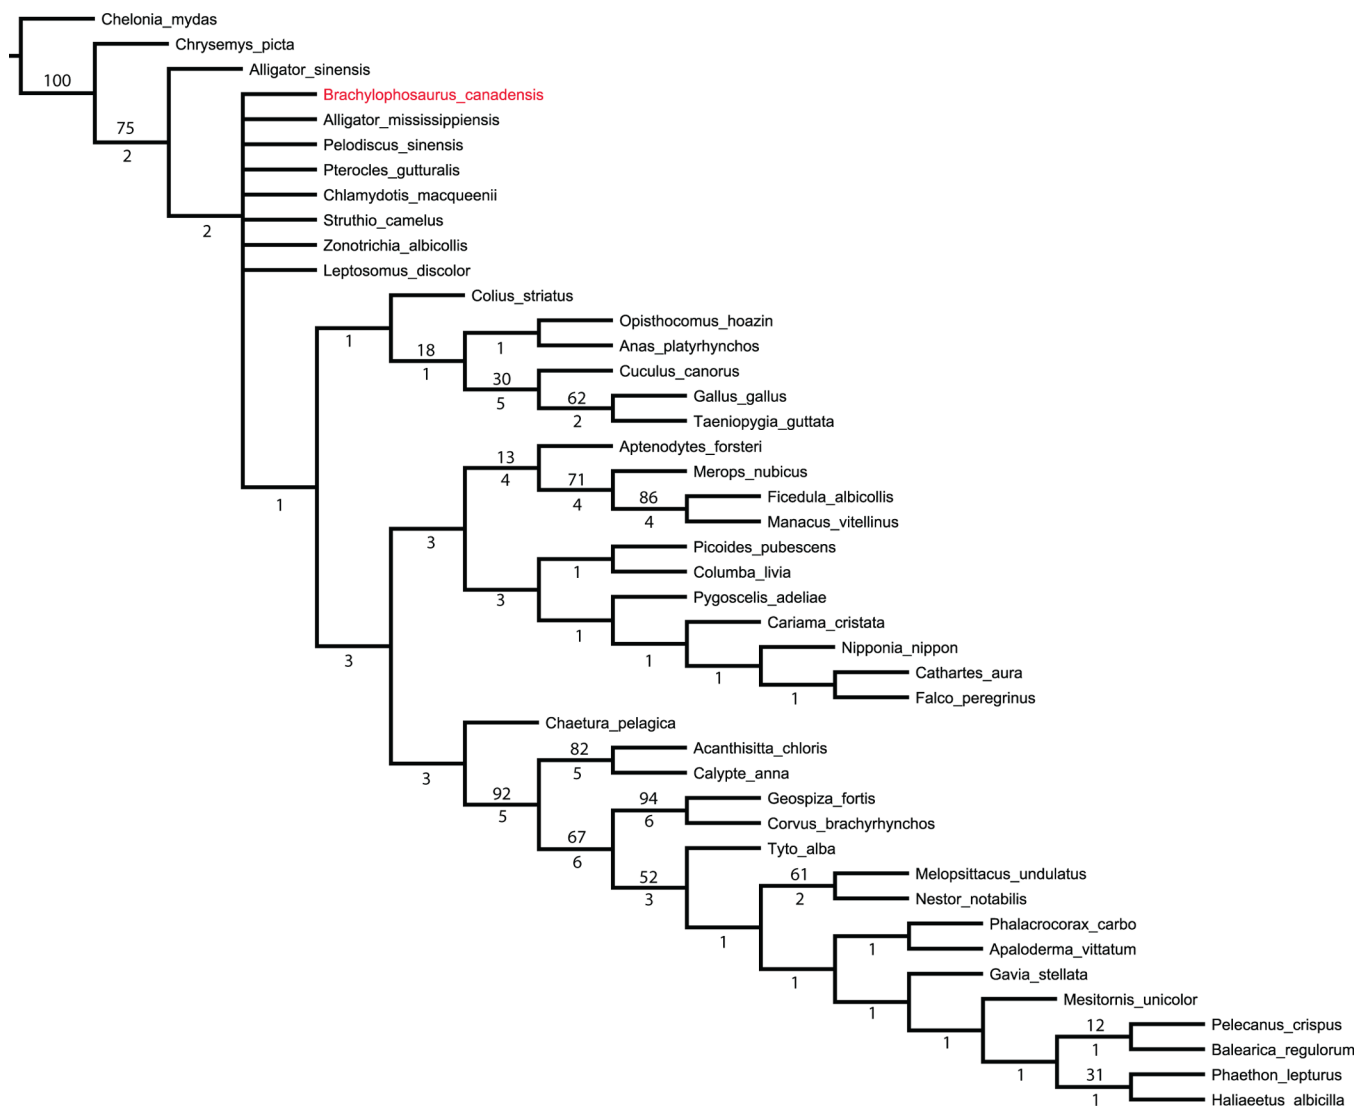 Chelonia_mydas
Chrysemys_picta
100
Alligator_sinensis
Brachylophosaurus_canadensis
Alligator_mississippiensis
75
Pelodiscus_sinensis
2
Pterocles_gutturalis
Chlamydotis_macqueenii
Struthio_camelus
2
Zonotrichia_albicollis
Leptosomus_discolor
Colius_striatus
Opisthocomus_hoazin
1
18
1
Anas_platyrhynchos
1
Cuculus_canorus
30
5
Gallus_gallus
62
2
Taeniopygia_guttata
Aptenodytes_forsteri
13
4
Merops_nubicus
71
4
Ficedula_albicollis
86
4
Manacus_vitellinus
1
3
Picoides_pubescens
1
Columba_livia
3
Pygoscelis_adeliae
1
Cariama_cristata
1
Nipponia_nippon
1
Cathartes_aura
1
Falco_peregrinus
3
Chaetura_pelagica
82
5
Acanthisitta_chloris
Calypte_anna
3
92
5
94
6
Geospiza_fortis
Corvus_brachyrhynchos
67
6
Tyto_alba
52
3
61
2
Melopsittacus_undulatus
Nestor_notabilis
1
Phalacrocorax_carbo
1
Apaloderma_vittatum
1
Gavia_stellata
1
Mesitornis_unicolor
1
12
1
Pelecanus_crispus
Balearica_regulorum
1
31
1
Phaethon_lepturus
Haliaeetus_albicilla